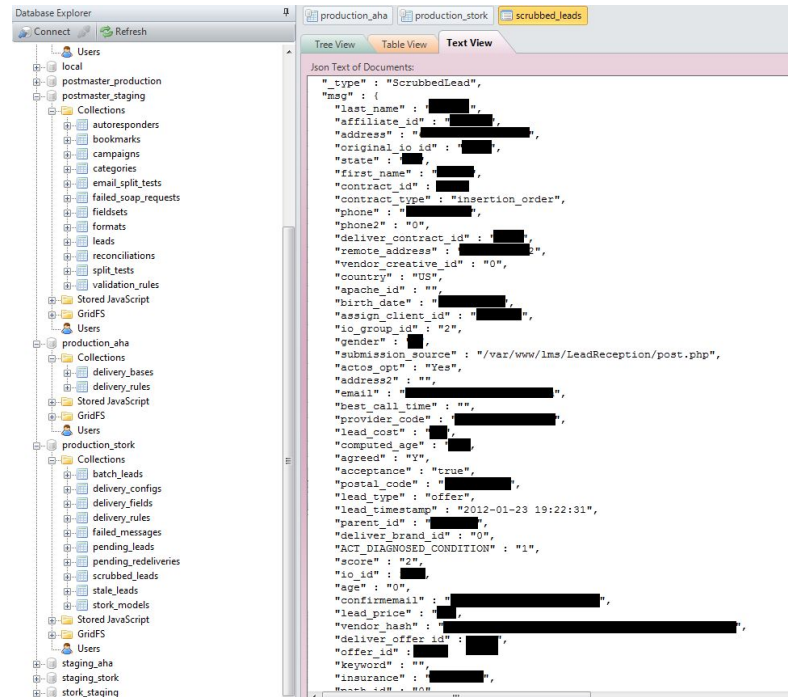 Database Explorer
Connect Refresh
Users
local
postmaster_production
postmaster_staging
Collections
autoresponders
bookmarks
campaigns
categories
email_split_tests
failed_soap_requests
fieldsets
formats
leads
reconciliations
split_tests
validation_rules
Stored JavaScript
GridFS
Users
production_aha
Collections
delivery_bases
delivery_rules
Stored JavaScript
GridFS
Users
production_stork
Collections
batch_leads
delivery_configs
delivery_fields
delivery_rules
failed_messages
pending_leads
pending_redeliveries
scrubbed_leads
stale_leads
stork_models
Stored JavaScript
GridFS
Users
staging_aha
staging_stork
stork_staging
production_aha production_stork scrubbed_leads
Tree View Table View Text View
Json Text of Documents:
"_type" : "ScrubbedLead",
"msg" : {
"last_name" : " ",
"affiliate_id" : " ",
"address" : " ",
"original_io_id" : " ",
"state" : " ",
"first_name" : " ",
"contract_id" :
"contract_type" : "insertion_order",
"phone" : " ",
"phone2" : "0",
"deliver_contract_id" : " ",
"remote_address" : " 2",
"vendor_creative_id" : "0",
"country" : "US",
"apache_id" : "",
"birth_date" : " ",
"assign_client_id" : " ",
"io_group_id" : "2",
"gender" : " ",
"submission_source" : "/var/www/lms/LeadReception/post.php",
"actos_opt" : "Yes",
"address2" : "",
"email" : " ",
"best_call_time" : "",
"provider_code" : " ",
"lead_cost" : " ",
"computed_age" : " ",
"agreed" : "Y",
"acceptance" : "true",
"postal_code" : " ",
"lead_type" : "offer",
"lead_timestamp" : "2012-01-23 19:22:31",
"parent_id" : " ",
"deliver_brand_id" : "0",
"ACT_DIAGNOSED_CONDITION" : "1",
"score" : "2",
"io_id" : ,
"age" : "0",
"confirmemail" : " ",
"lead_price" : " ",
"vendor_hash" : " ",
"deliver_offer_id" : ,
"offer_id" :
"keyword" : "",
"insurance" : " ",